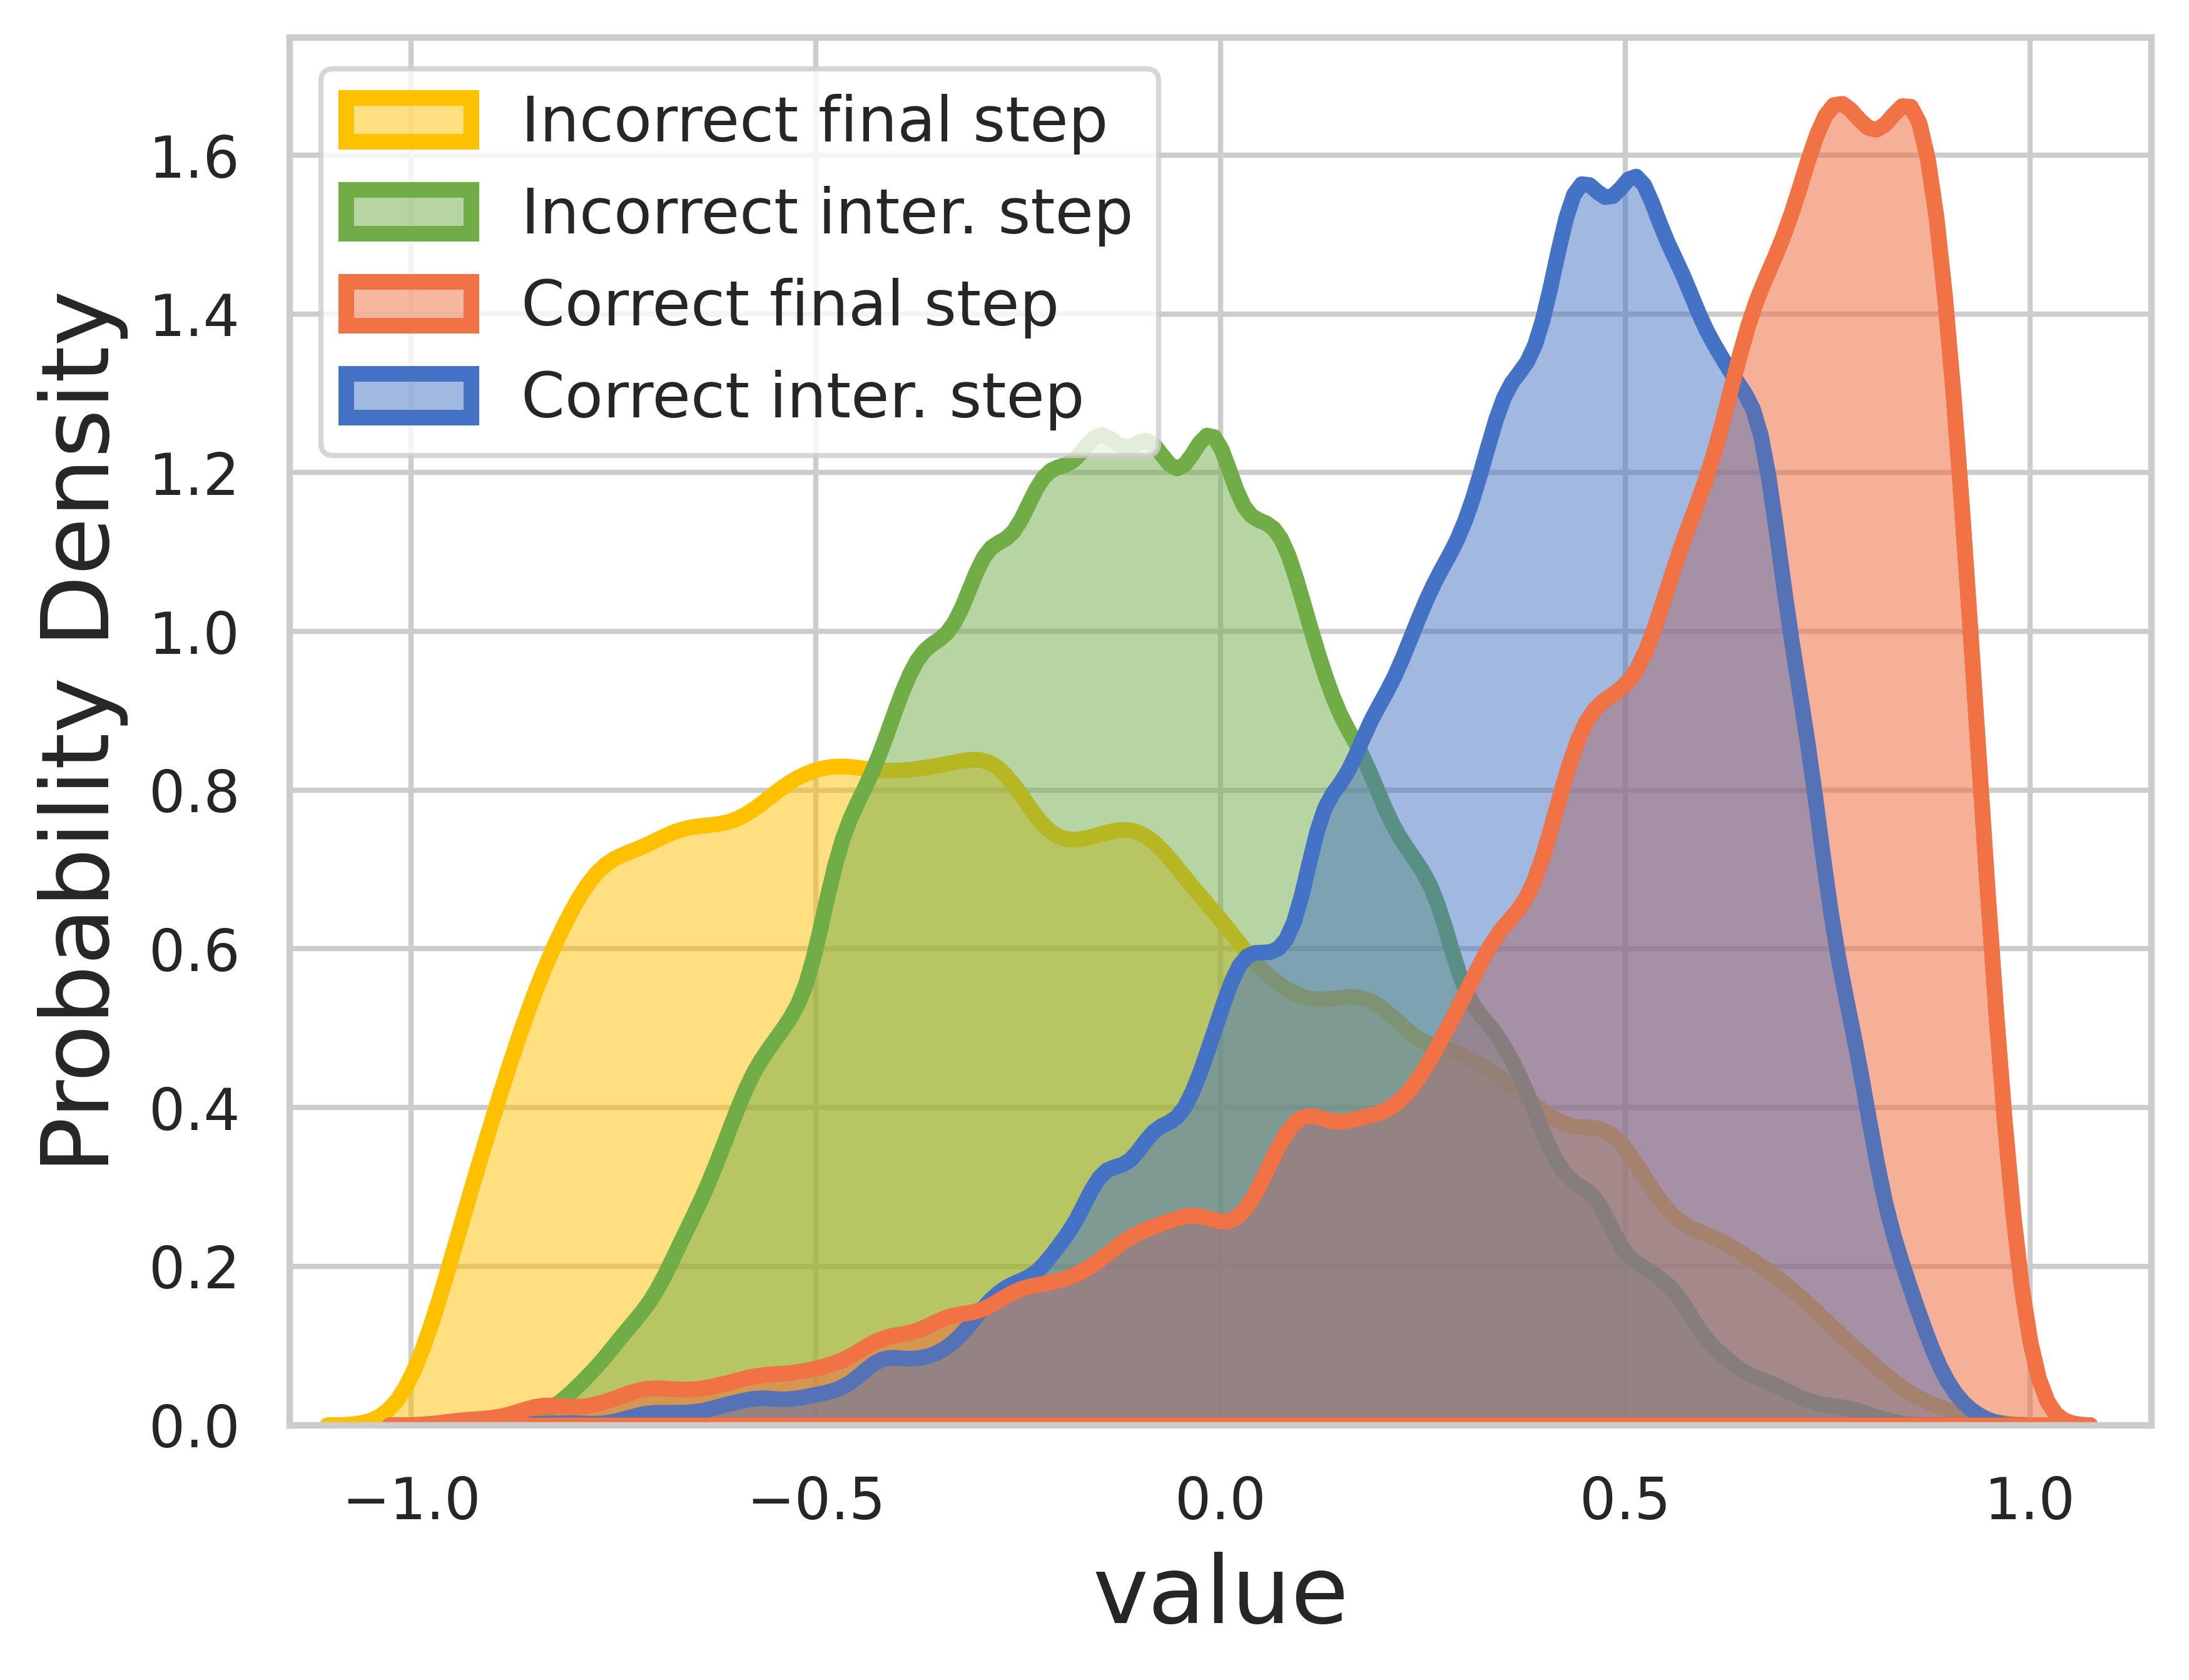 Incorrect final step
Incorrect inter. step
Correct final step
Correct inter. step
Probability Density
1.6
1.4
1.2
1.0
0.8
0.6
0.4
0.2
0.0
−1.0 −0.5 0.0 0.5 1.0
value